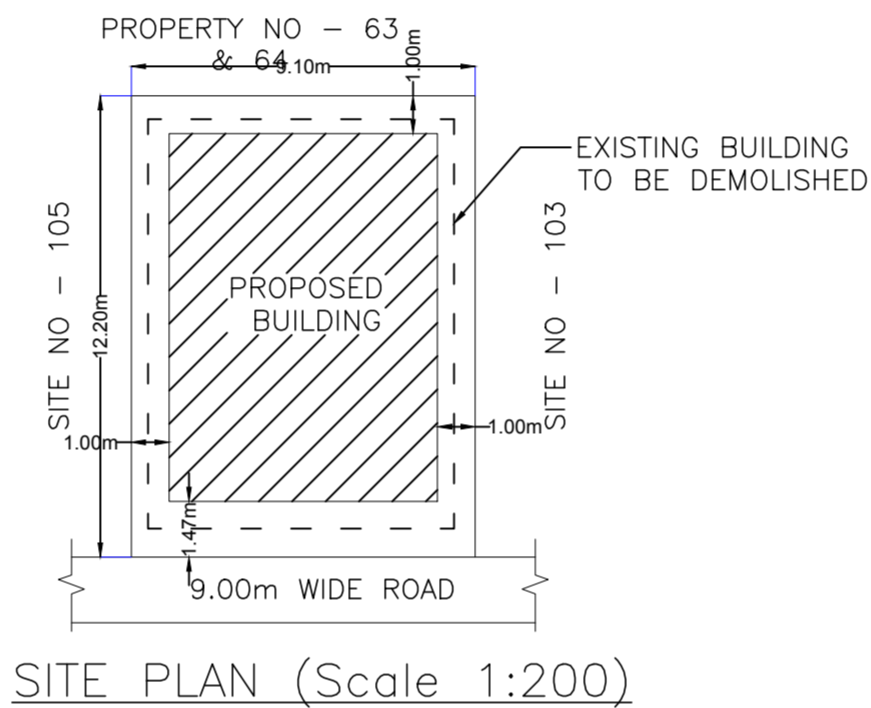 PROPERTY NO - 63
& 64
9.10m
1.00m
EXISTING BUILDING
TO BE DEMOLISHED
SITE NO - 105
12.20m
PROPOSED
BUILDING
SITE NO - 103
1.00m
1.00m
1.47m
9.00m WIDE ROAD
SITE PLAN (Scale 1:200)